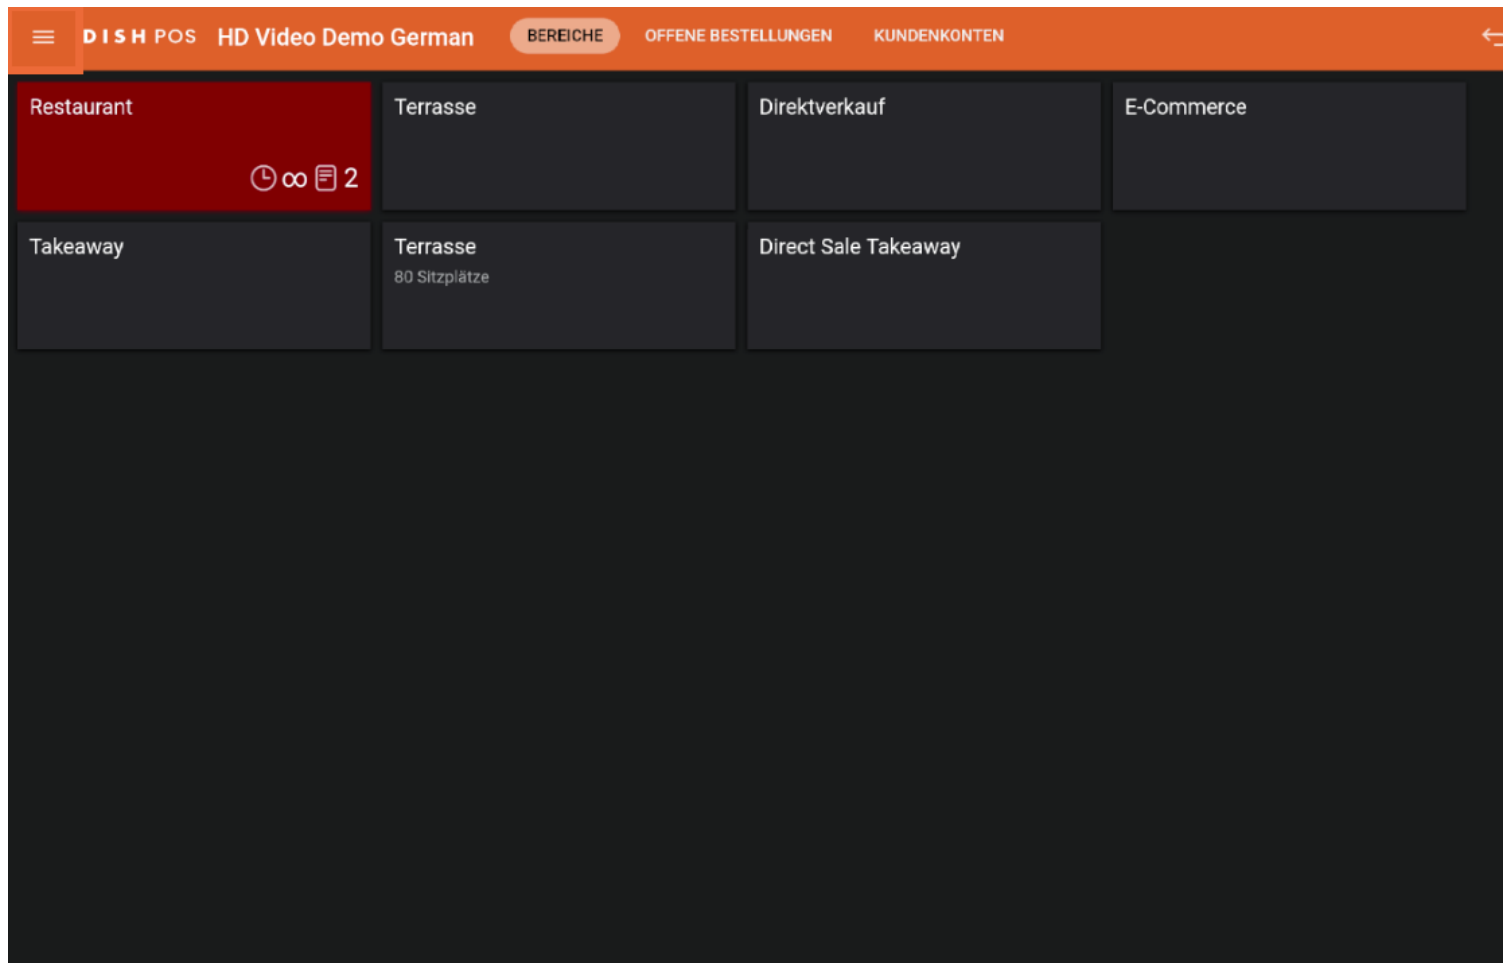 DISH POS HD Video Demo German BEREICHE OFFENE BESTELLUNGEN KUNDENKONTEN
Restaurant
∞ 2
Terrasse
Direktverkauf
E-Commerce
Takeaway
Terrasse
80 Sitzplätze
Direct Sale Takeaway